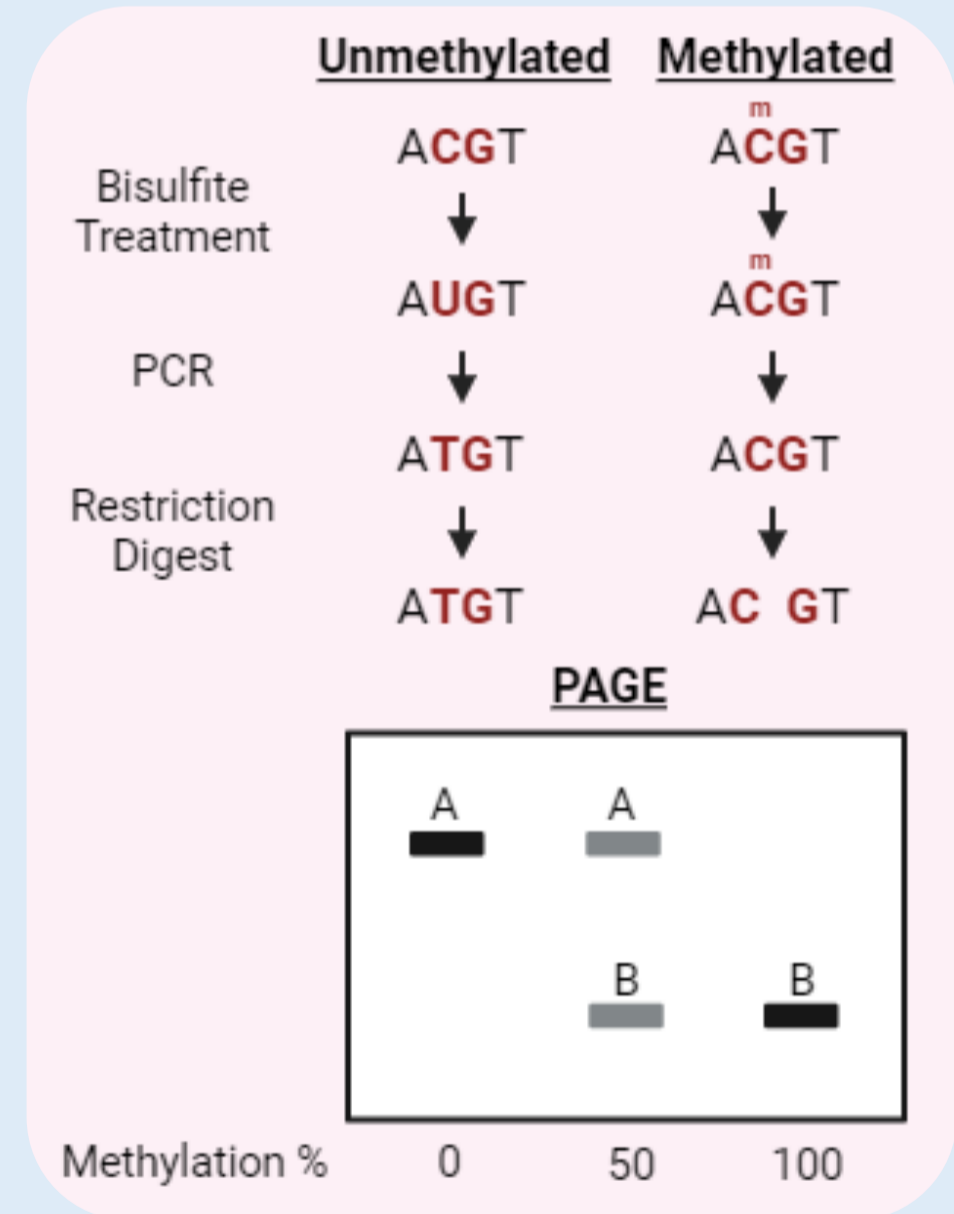 Unmethylated Methylated
m
ACGT ACGT
Bisulfite
Treatment
m
AUGT ACGT
PCR
ATGT ACGT
Restriction
Digest
ATGT AC GT
PAGE
A A
B B
Methylation % 0 50 100